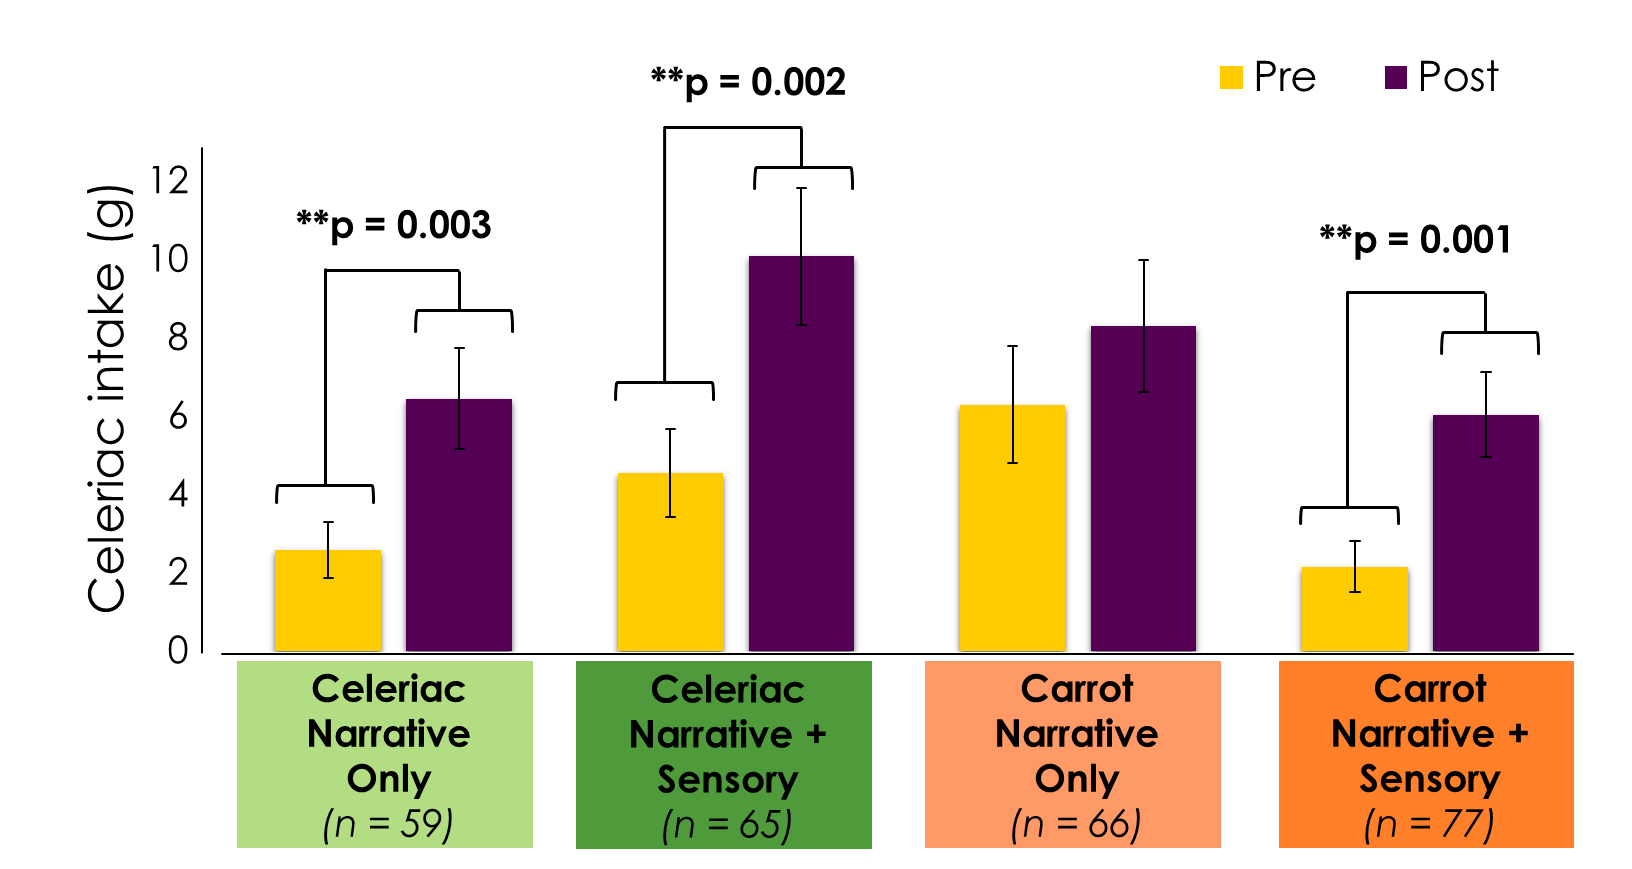 **p = 0.002
Pre
Post
**p = 0.003
**p = 0.001
Celeriac intake (g)
12
10
8
6
4
2
0
Celeriac
Narrative
Only
(n = 59)
Celeriac
Narrative +
Sensory
(n = 65)
Carrot
Narrative
Only
(n = 66)
Carrot
Narrative +
Sensory
(n = 77)